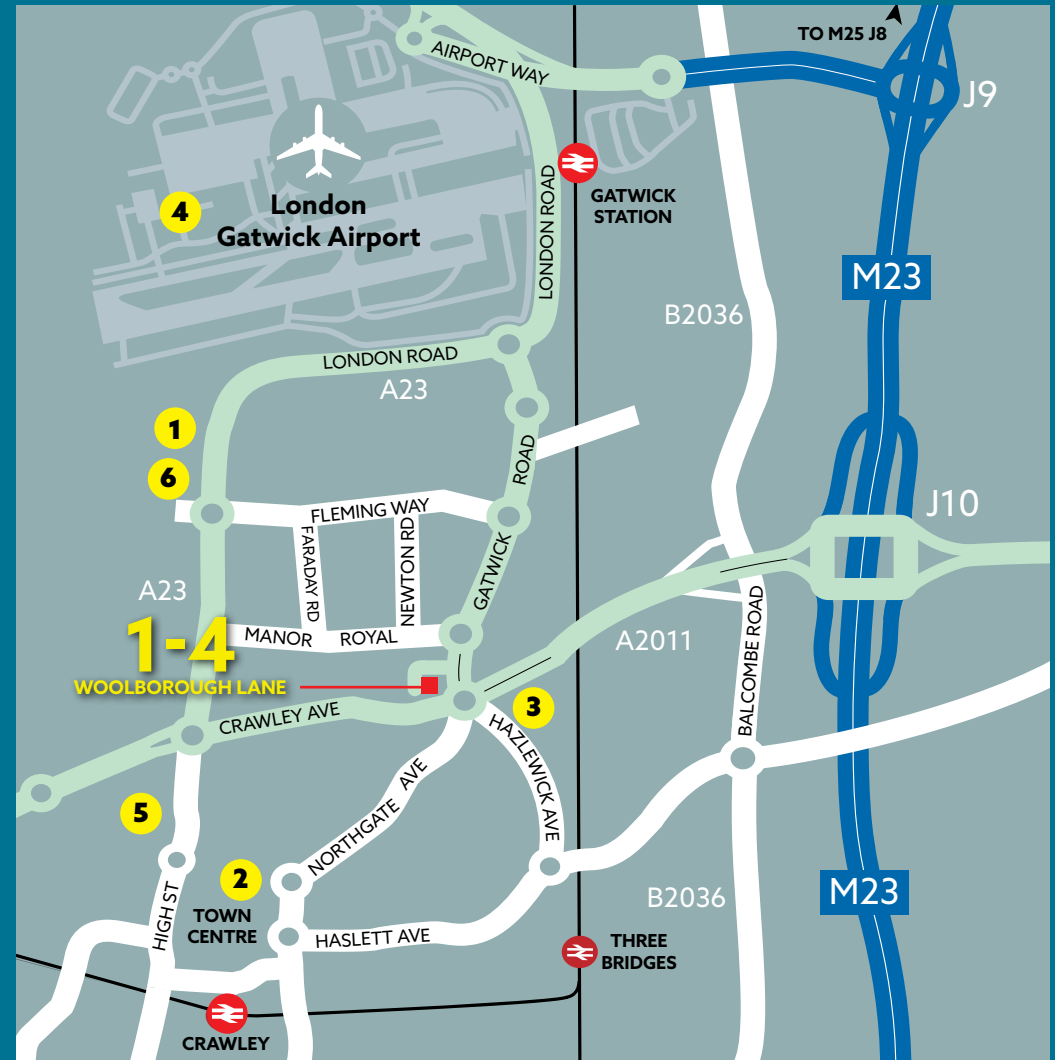 TO M25 J8
AIRPORT WAY
J9
LONDON ROAD
GATWICK
STATION
4
London
Gatwick Airport
M23
B2036
LONDON ROAD
A23
1
ROAD
6
FLEMING WAY
J10
FARADAY RD
NEWTON RD
GATWICK
A23
MANOR ROYAL
A2011
BALCOMBE ROAD
1-4
WOOLBOROUGH LANE
CRAWLEY AVE
3
HAZLEWICK AVE
5
NORTHGATE AVE
2
TOWN
CENTRE
HIGH ST
HASLETT AVE
B2036
M23
THREE
BRIDGES
CRAWLEY